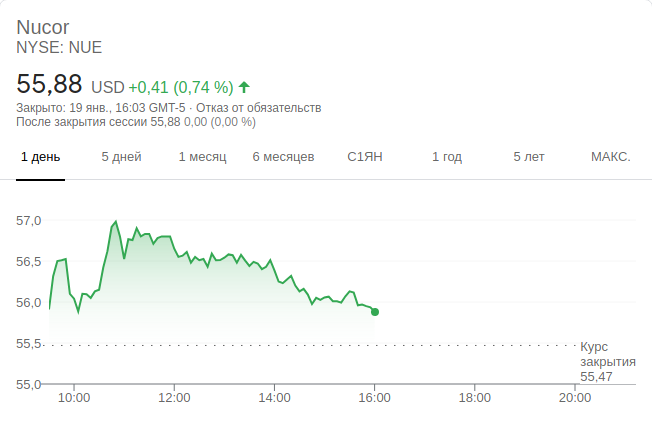 Nucor
NYSE: NUE
55,88 USD +0,41 (0,74 %)
Закрыто: 19 янв., 16:03 GMT-5 · Отказ от обязательств
После закрытия сессии 55,88 0,00 (0,00 %)
1 день 5 дней 1 месяц 6 месяцев С1ЯН 1 год 5 лет МАКС.
57,0
56,5
56,0
55,5
Курс
закрытия
55,47
55,0
10:00 12:00 14:00 16:00 18:00 20:00